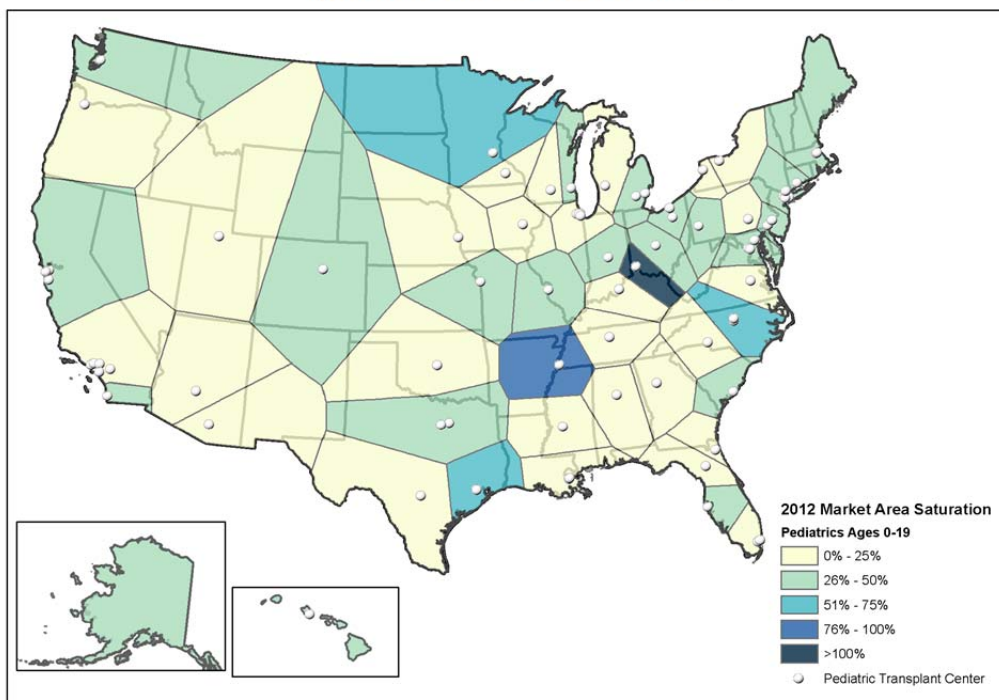 2012 Market Area Saturation
Pediatrics Ages 0-19
0% - 25%
26% - 50%
51% - 75%
76% - 100%
>100%
Pediatric Transplant Center